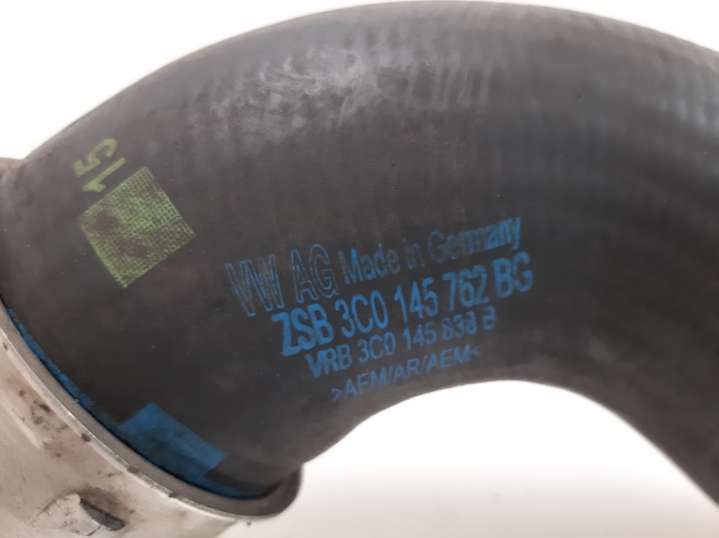 15
VW AG Made in Germany
ZSB 3C0 145 762 BG
VRB 3C0 145 838 B
>AEM/AR/AEM<